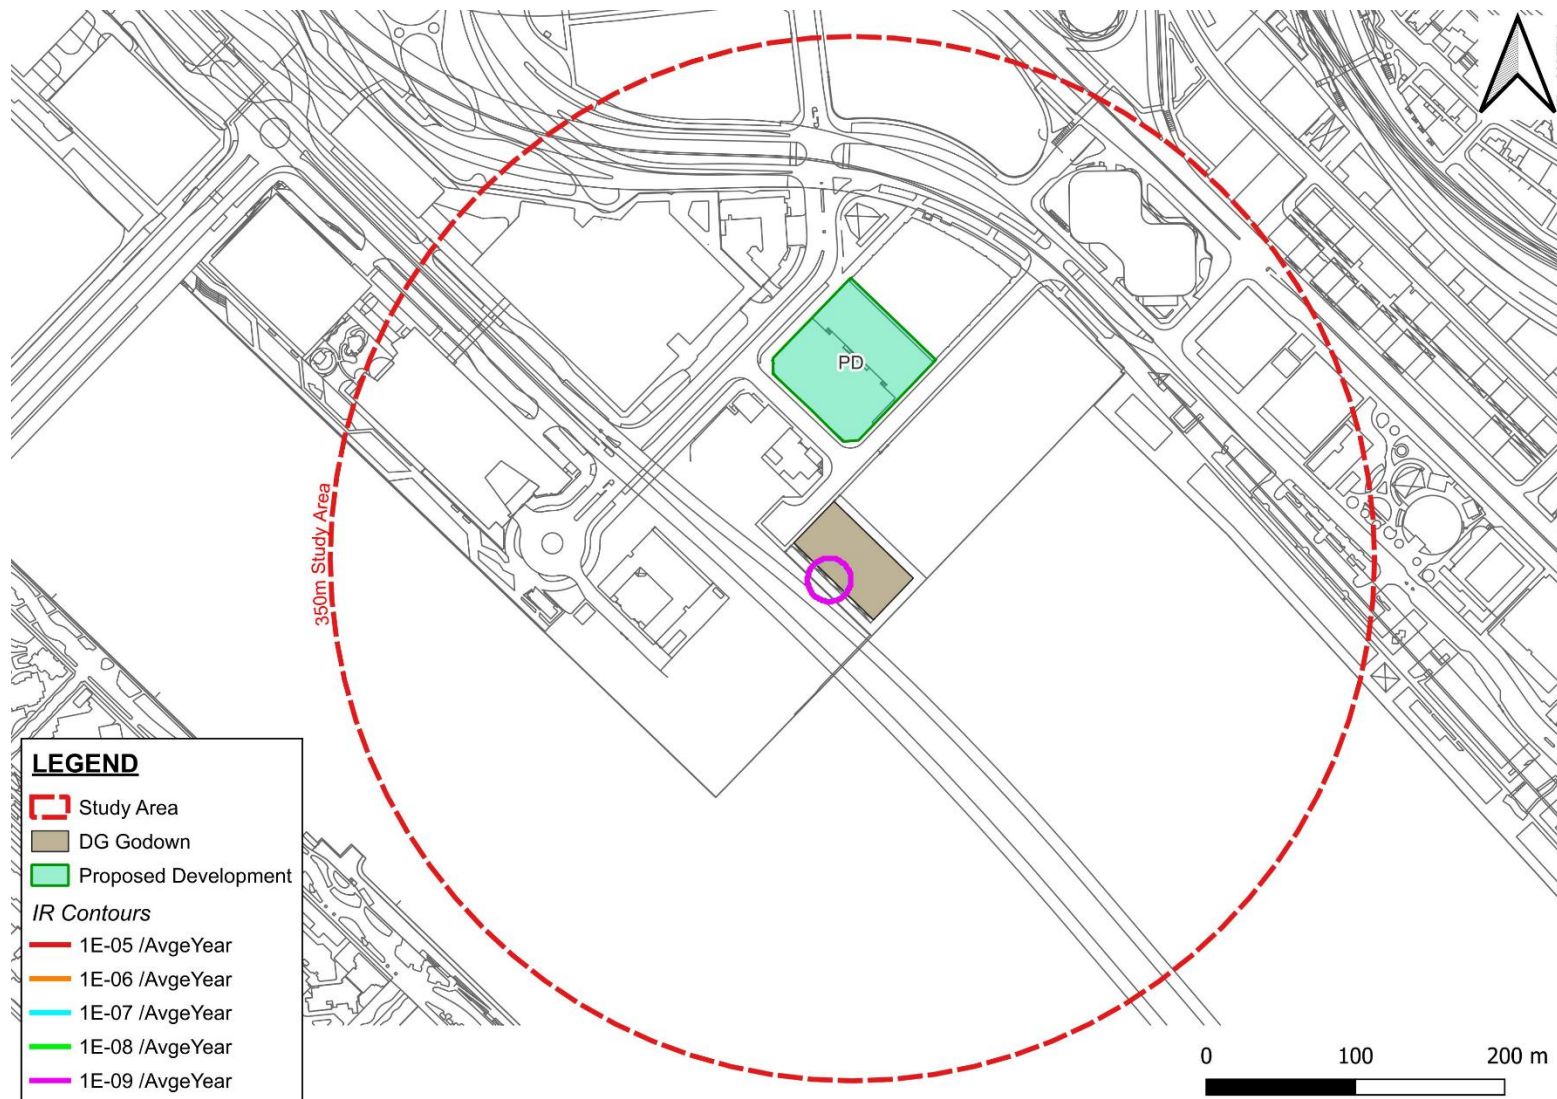 PD
350m Study Area
LEGEND
Study Area
DG Godown
Proposed Development
IR Contours
1E-05 /AvgeYear
1E-06 /AvgeYear
1E-07 /AvgeYear
1E-08 /AvgeYear
1E-09 /AvgeYear
0 100 200 m